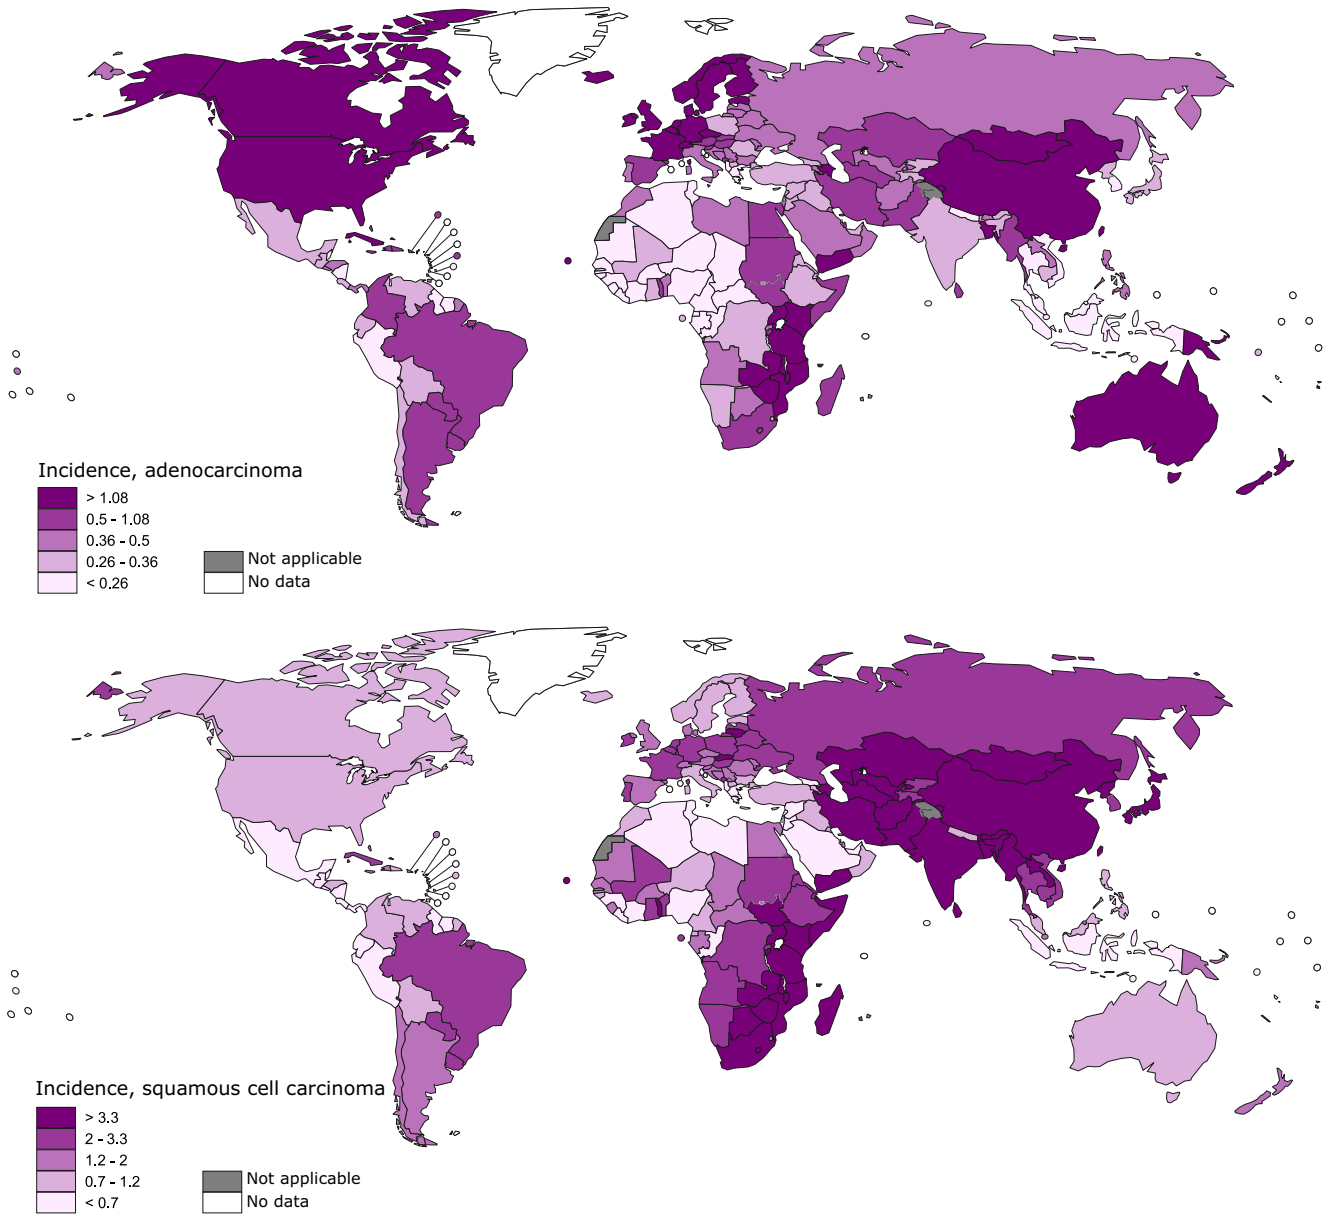 Incidence, adenocarcinoma
> 1.08
0.5 - 1.08
0.36 - 0.5
0.26 - 0.36
< 0.26
Not applicable
No data
Incidence, squamous cell carcinoma
> 3.3
2 - 3.3
1.2 - 2
0.7 - 1.2
< 0.7
Not applicable
No data